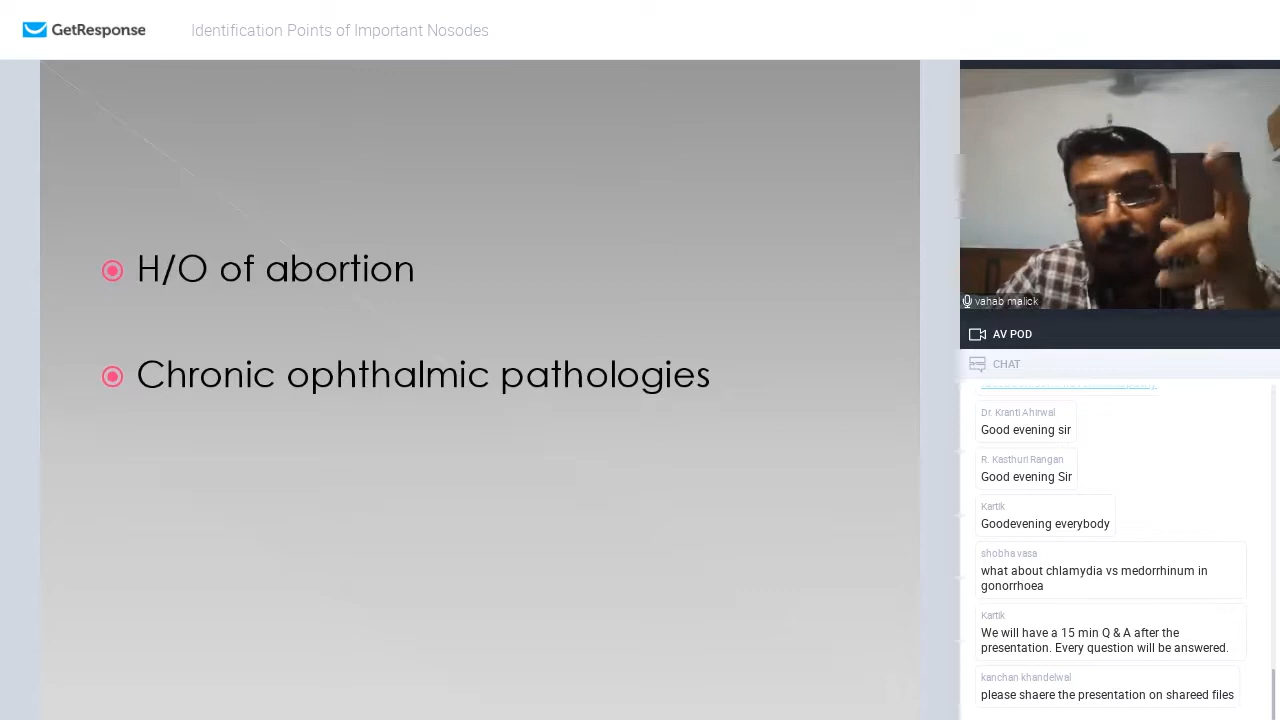 GetResponse
Identification Points of Important Nosodes
H/O of abortion
Chronic ophthalmic pathologies
vahab malick
AV POD
CHAT
Dr. Kranti Ahirwal
Good evening sir
R. Kasthuri Rangan
Good evening Sir
Kartik
Goodevening everybody
shobha vasa
what about chlamydia vs medorrhinum in
gonorrhoea
Kartik
We will have a 15 min Q & A after the
presentation. Every question will be answered.
kanchan khandelwal
please shaere the presentation on shareed files